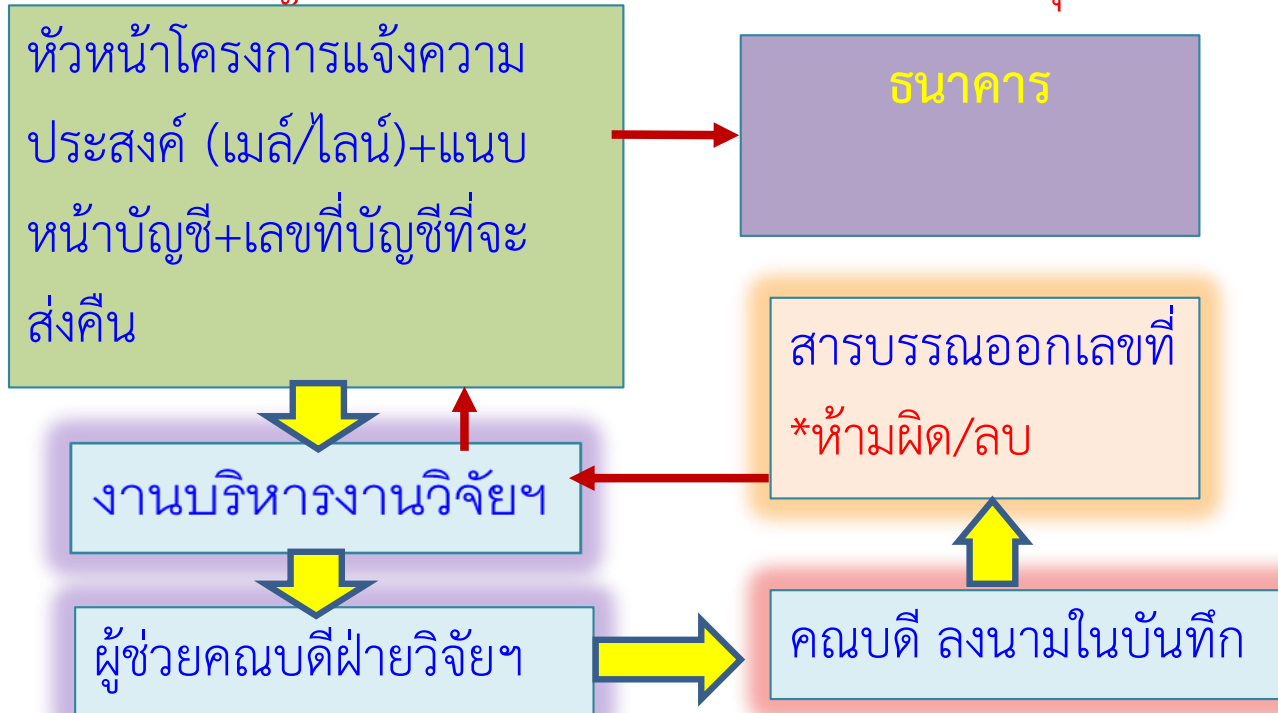 หัวหน้าโครงการแจ้งความ
ประสงค์ (เมล์/ไลน์)+แนบ
หน้าบัญชี+เลขที่บัญชีที่จะ
ส่งคืน
ธนาคาร
สารบรรณออกเลขที่
*ห้ามผิด/ลบ
งานบริหารงานวิจัยฯ
ผู้ช่วยคณบดีฝ่ายวิจัยฯ
คณบดี ลงนามในบันทึก